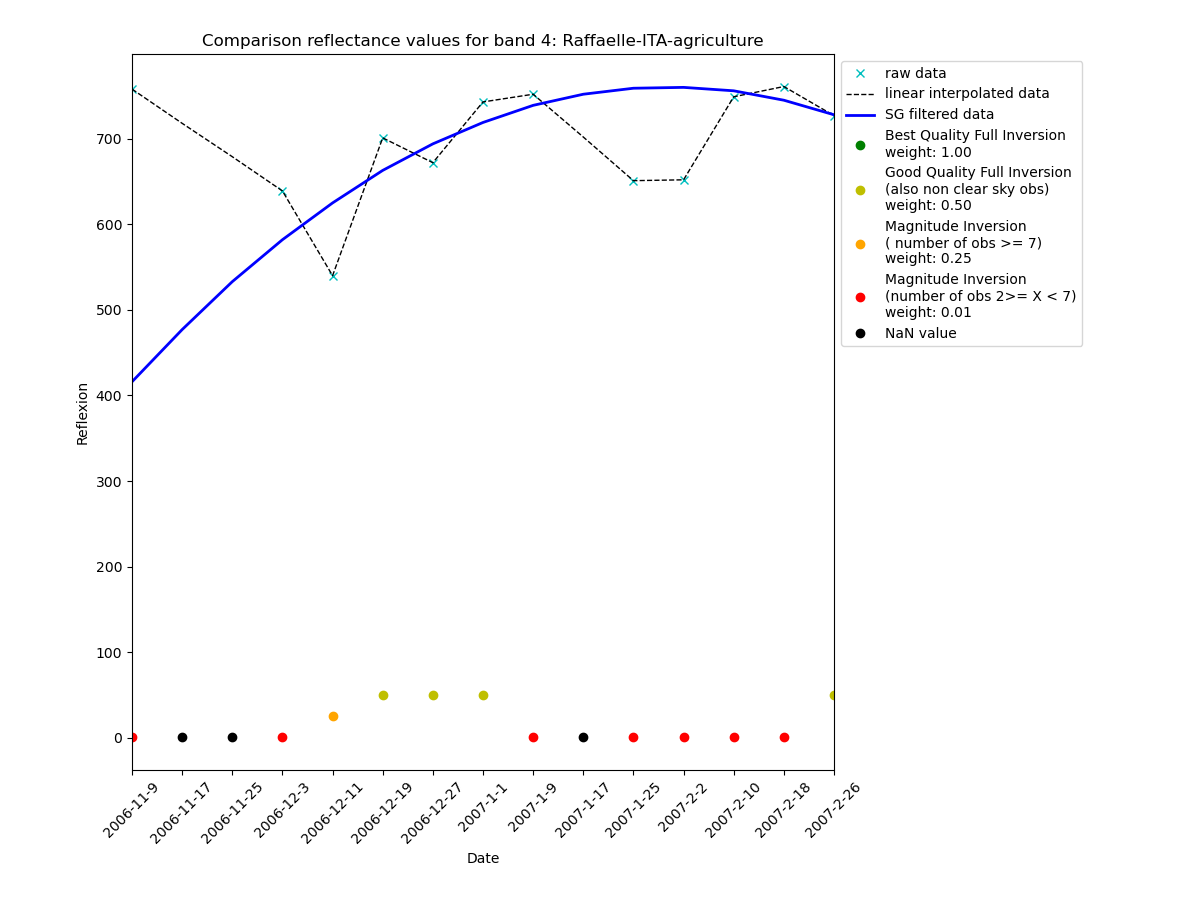 Comparison reflectance values for band 4: Raffaelle-ITA-agriculture
raw data
linear interpolated data
SG filtered data
Best Quality Full Inversion
weight: 1.00
Good Quality Full Inversion
(also non clear sky obs)
weight: 0.50
Magnitude Inversion
( number of obs >= 7)
weight: 0.25
Magnitude Inversion
(number of obs 2>= X < 7)
weight: 0.01
NaN value
Reflexion
700
600
500
400
300
200
100
0
2006-11-9
2006-11-17
2006-11-25
2006-12-3
2006-12-11
2006-12-19
2006-12-27
2007-1-1
2007-1-9
2007-1-17
2007-1-25
2007-2-2
2007-2-10
2007-2-18
2007-2-26
Date